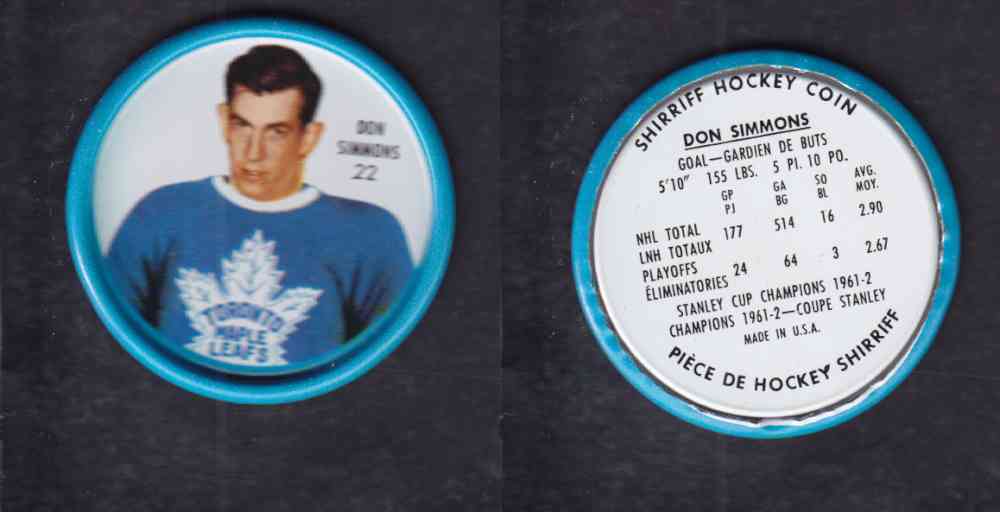 DON
SIMMONS
22
TORONTO
MAPLE
LEAFS
SHIRRIFF HOCKEY COIN
DON SIMMONS
GOAL—GARDIEN DE BUTS
5'10" 155 LBS. 5 PI. 10 PO.
GP GA SO AVG.
PJ BG BL MOY.
NHL TOTAL
LNH TOTAUX 177 514 16 2.90
PLAYOFFS
ÉLIMINATORIES 24 64 3 2.67
STANLEY CUP CHAMPIONS 1961-2
CHAMPIONS 1961-2—COUPE STANLEY
MADE IN U.S.A.
PIÈCE DE HOCKEY SHIRRIFF